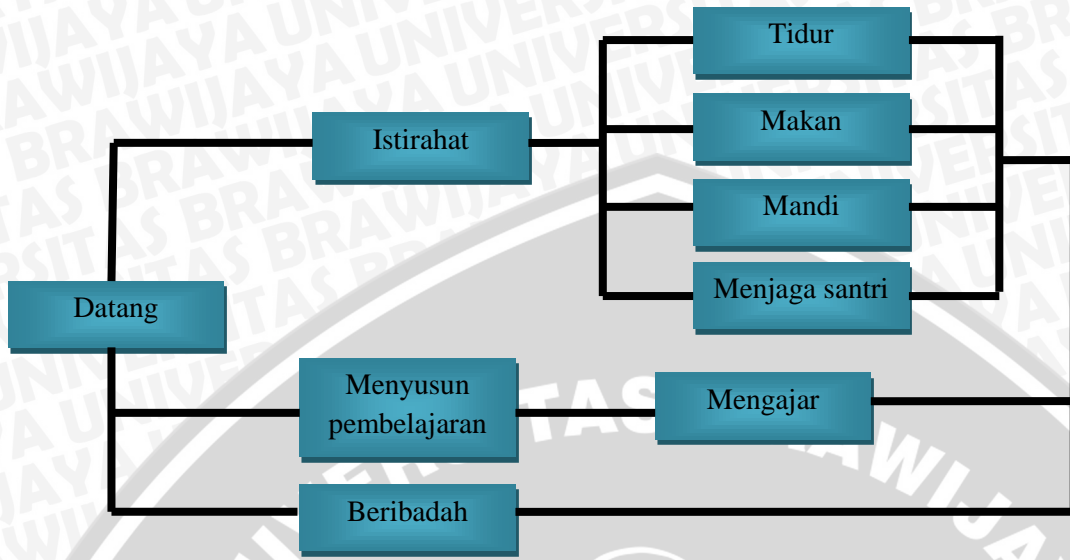 Tidur
Istirahat
Makan
Mandi
Menjaga santri
Datang
Menyusun
pembelajaran
Mengajar
Beribadah